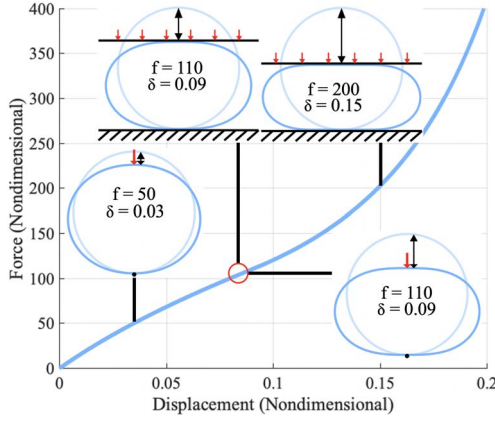 400
350
300
250
200
150
100
50
0
Force (Nondimensional)
f = 110
δ = 0.09
f = 200
δ = 0.15
f = 50
δ = 0.03
f = 110
δ = 0.09
0
0.05
0.1
0.15
0.2
Displacement (Nondimensional)